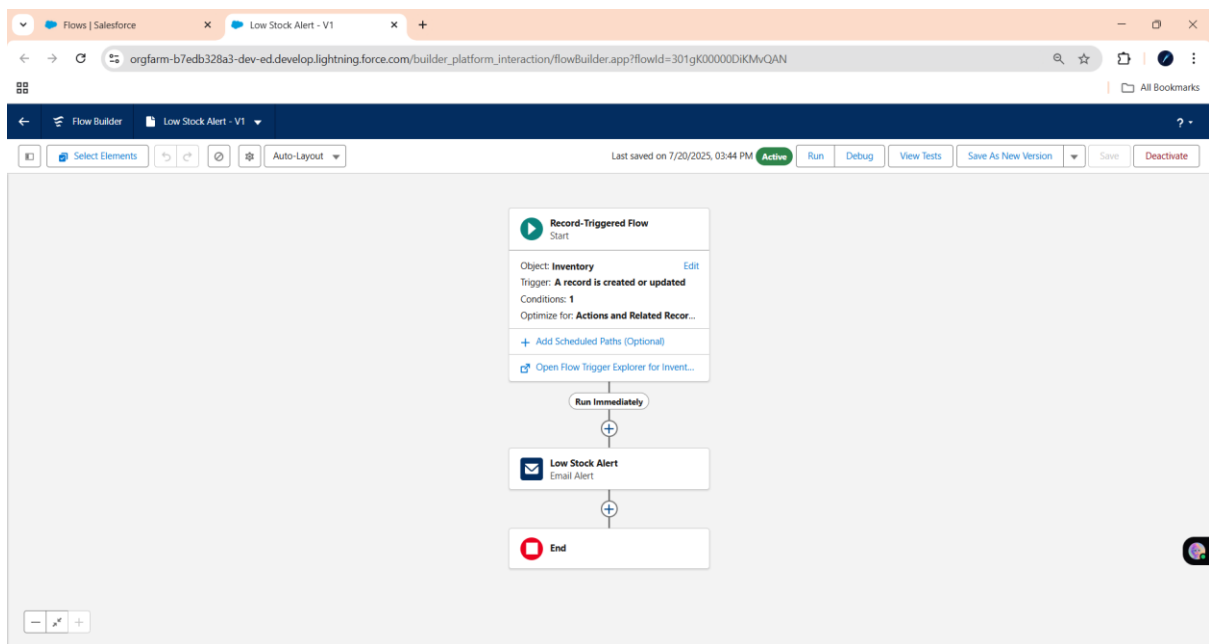 Flows | Salesforce
Low Stock Alert - V1
orgfarm-b7edb328a3-dev-ed.develop.lightning.force.com/builder_platform_interaction/flowBuilder.app?flowId=301gK00000DiKMvQAN
All Bookmarks
Flow Builder
Low Stock Alert - V1
?
Select Elements
Auto-Layout
Last saved on 7/20/2025, 03:44 PM
Active
Run
Debug
View Tests
Save As New Version
Save
Deactivate
Record-Triggered Flow
Start
Object: Inventory
Edit
Trigger: A record is created or updated
Conditions: 1
Optimize for: Actions and Related Recor...
+ Add Scheduled Paths (Optional)
Open Flow Trigger Explorer for Invent...
Run Immediately
Low Stock Alert
Email Alert
End